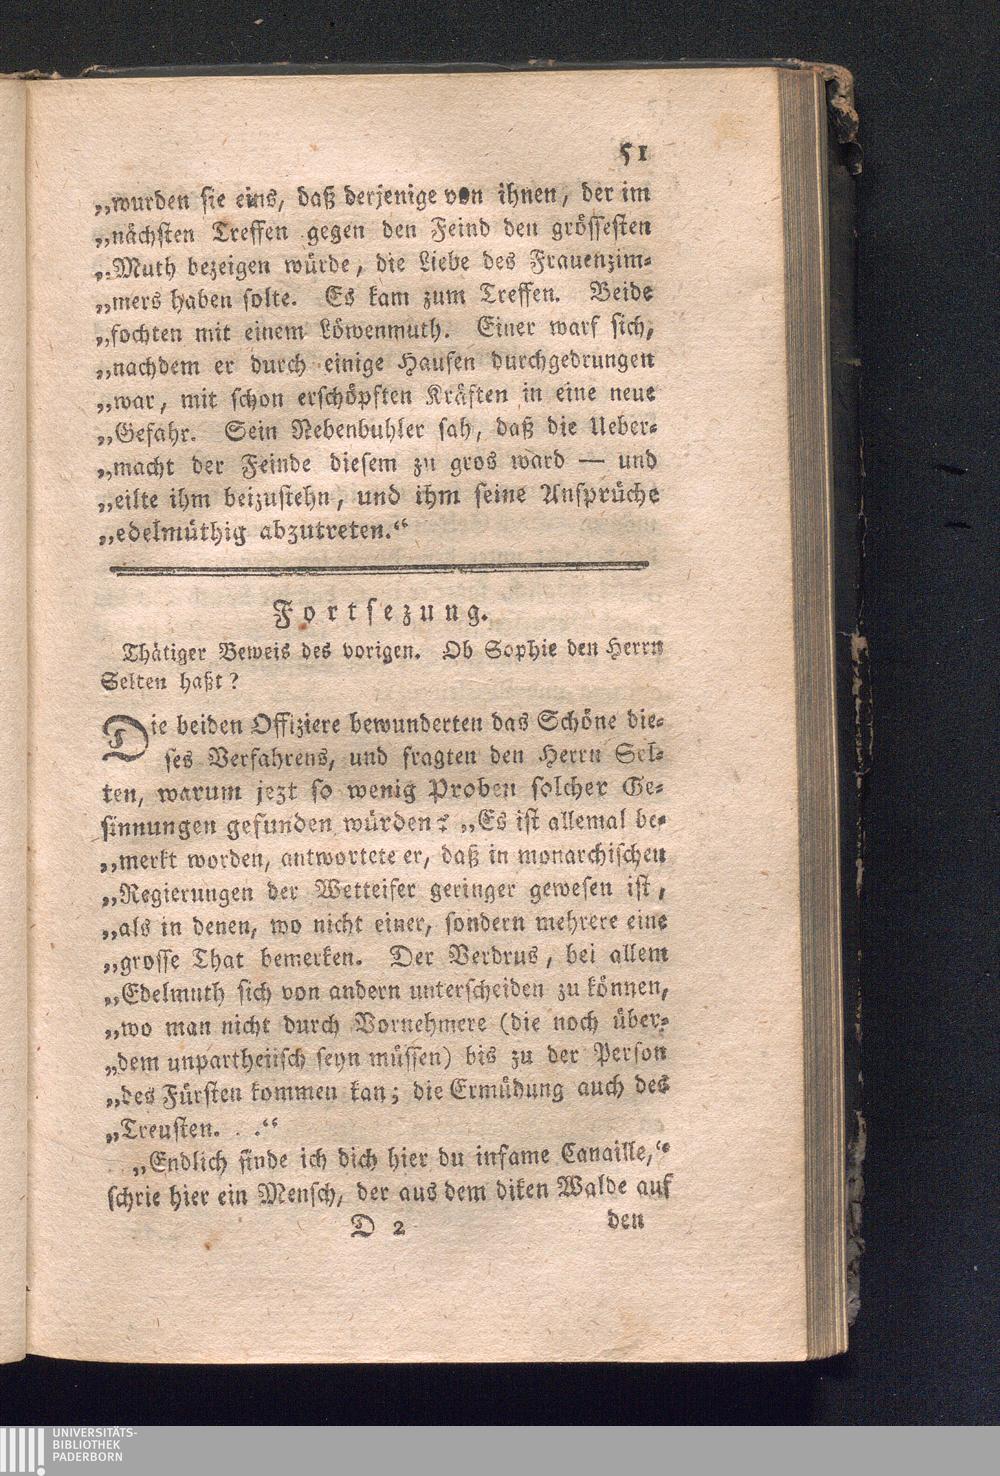 51
„wurden sie eins, daß derjenige von ihnen, der im
„nächsten Treffen gegen den Feind den grössesten
„Muth bezeigen würde, die Liebe des Frauenzim-
„mers haben solte. Es kam zum Treffen. Beide
„fochten mit einem Löwenmuth. Einer warf sich,
„nachdem er durch einige Haufen durchgedrungen
„war, mit schon erschöpften Kräften in eine neue
„Gefahr. Sein Nebenbuhler sah, daß die Ueber-
„macht der Feinde diesem zu gros ward — und
„eilte ihm beizustehn, und ihm seine Ansprüche
„edelmüthig abzutreten.“
Fortsezung.
Thätiger Beweis des vorigen. Ob Sophie den Herrn
Selten haßt?
Die beiden Offiziere bewunderten das Schöne die-
ses Verfahrens, und fragten den Herrn Sel-
ten, warum jezt so wenig Proben solcher Ge-
sinnungen gefunden würden? „Es ist allemal be-
„merkt worden, antwortete er, daß in monarchischen
„Regierungen der Wetteifer geringer gewesen ist,
„als in denen, wo nicht einer, sondern mehrere eine
„grosse That bemerken. Der Verdrus, bei allem
„Edelmuth sich von andern unterscheiden zu können,
„wo man nicht durch Vornehmere (die noch über-
„dem unpartheiisch seyn müssen) bis zu der Person
„des Fürsten kommen kan; die Ermüdung auch des
„Treusten. . .“
„Endlich finde ich dich hier du infame Canaille,“
schrie hier ein Mensch, der aus dem diken Walde auf
D 2 den
UNIVERSITÄTS-
BIBLIOTHEK
PADERBORN